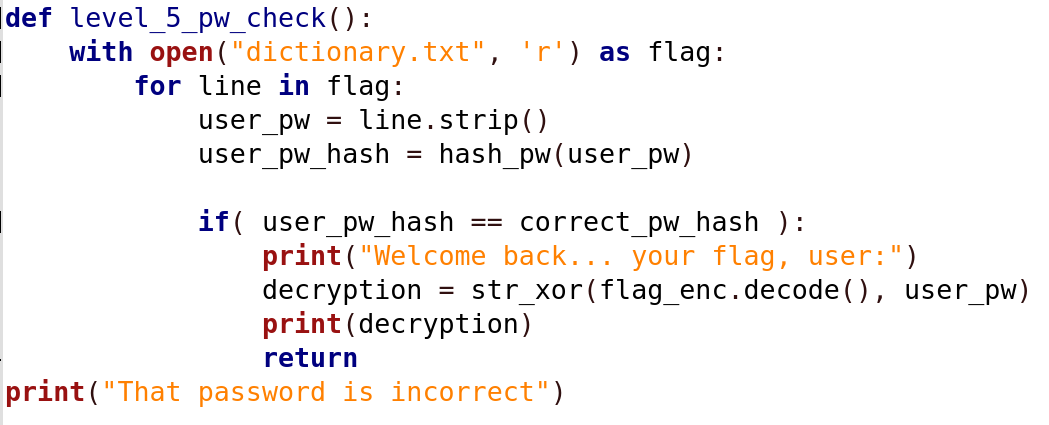 def level_5_pw_check():
    with open("dictionary.txt", 'r') as flag:
        for line in flag:
            user_pw = line.strip()
            user_pw_hash = hash_pw(user_pw)

            if( user_pw_hash == correct_pw_hash ):
                print("Welcome back... your flag, user:")
                decryption = str_xor(flag_enc.decode(), user_pw)
                print(decryption)
                return
print("That password is incorrect")